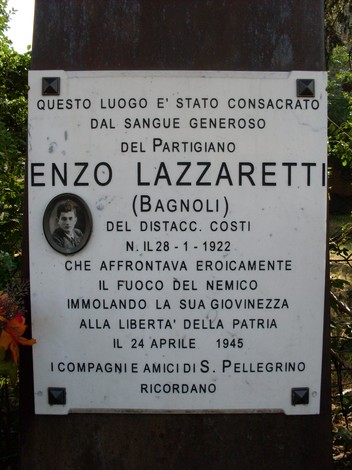 QUESTO LUOGO E' STATO CONSACRATO
DAL SANGUE GENEROSO
DEL PARTIGIANO
ENZO LAZZARETTI
(BAGNOLI)
DEL DISTACC. COSTI
N. IL 28 - 1 - 1922
CHE AFFRONTAVA EROICAMENTE
IL FUOCO DEL NEMICO
IMMOLANDO LA SUA GIOVINEZZA
ALLA LIBERTA' DELLA PATRIA
IL 24 APRILE 1945
I COMPAGNI E AMICI DI S. PELLEGRINO
RICORDANO